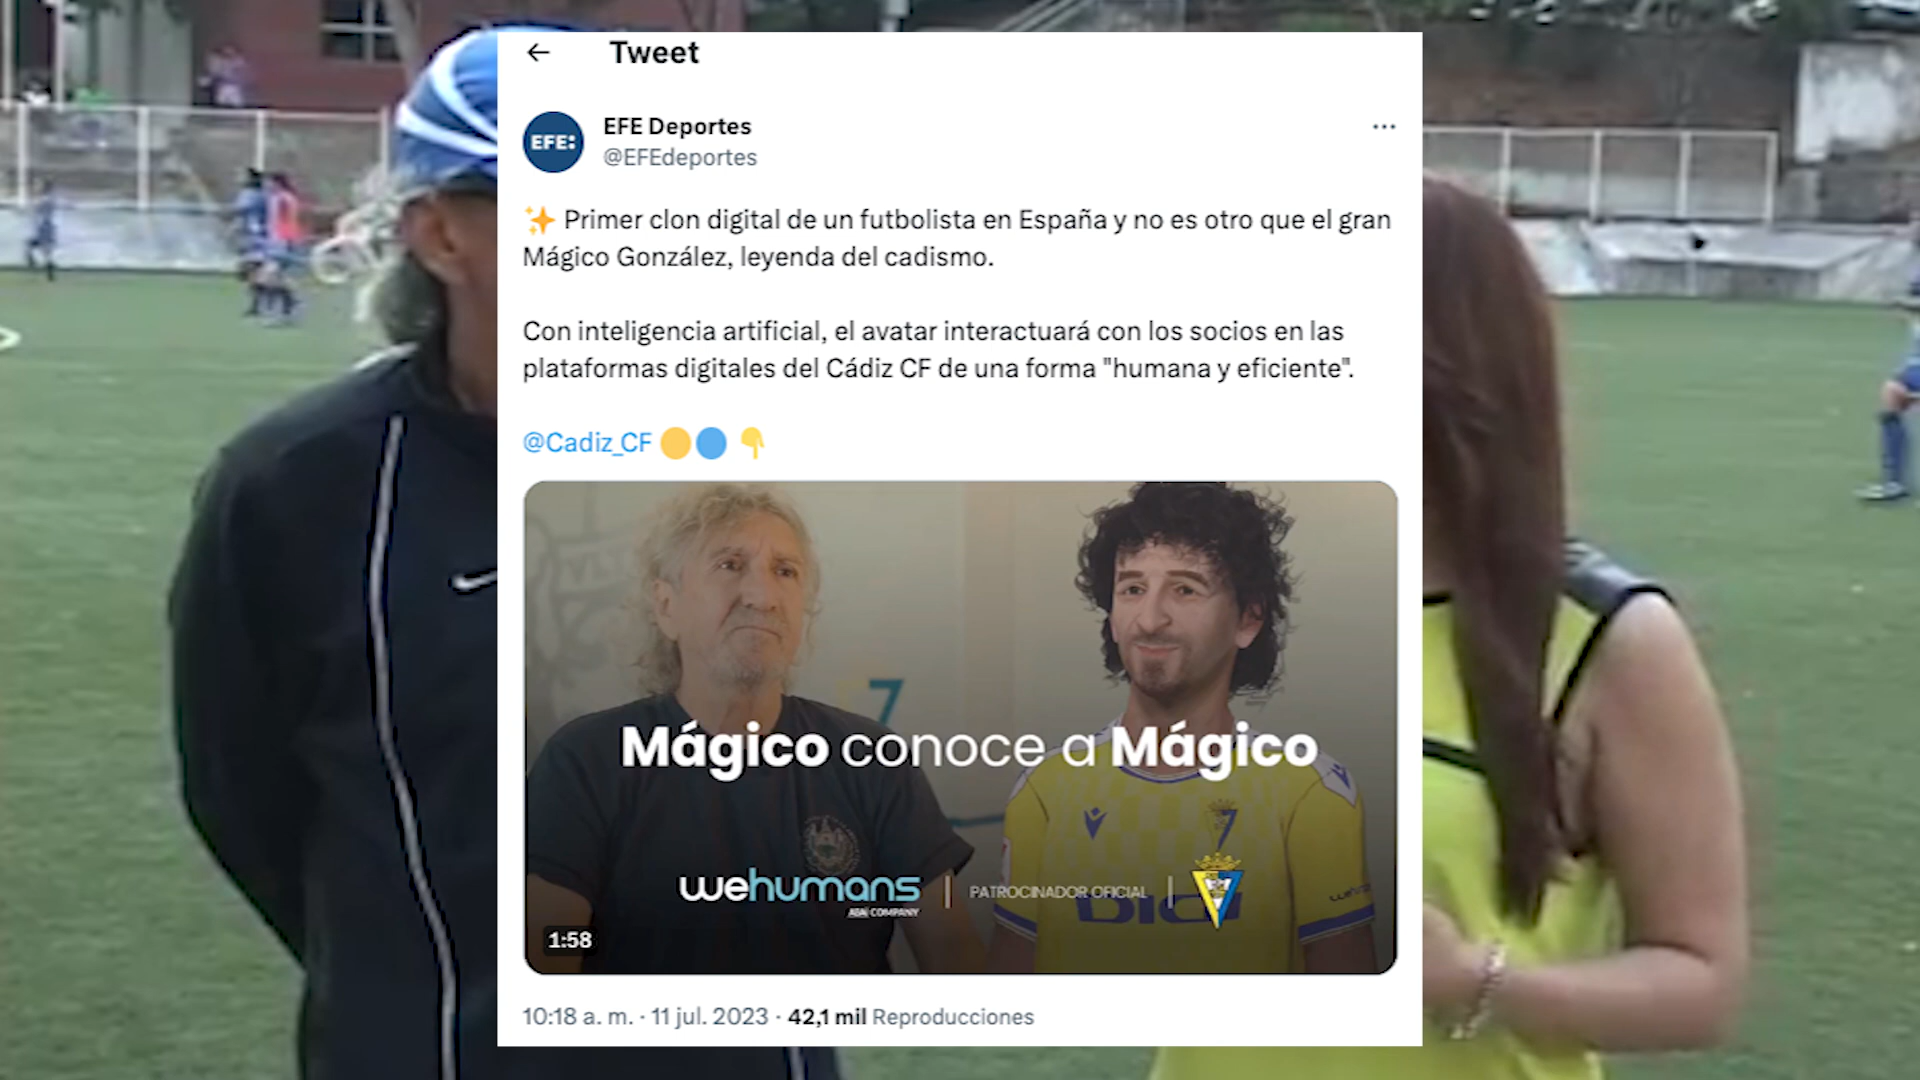 Tweet
EFE:
EFE Deportes
@EFEdeportes
Primer clon digital de un futbolista en España y no es otro que el gran
Mágico González, leyenda del cadismo.
Con inteligencia artificial, el avatar interactuará con los socios en las
plataformas digitales del Cádiz CF de una forma "humana y eficiente".
@Cadiz_CF
Mágico conoce a Mágico
wehumans
COMPANY
PATROCINADOR OFICIAL
1:58
10:18 a. m. · 11 jul. 2023 · 42,1 mil Reproducciones